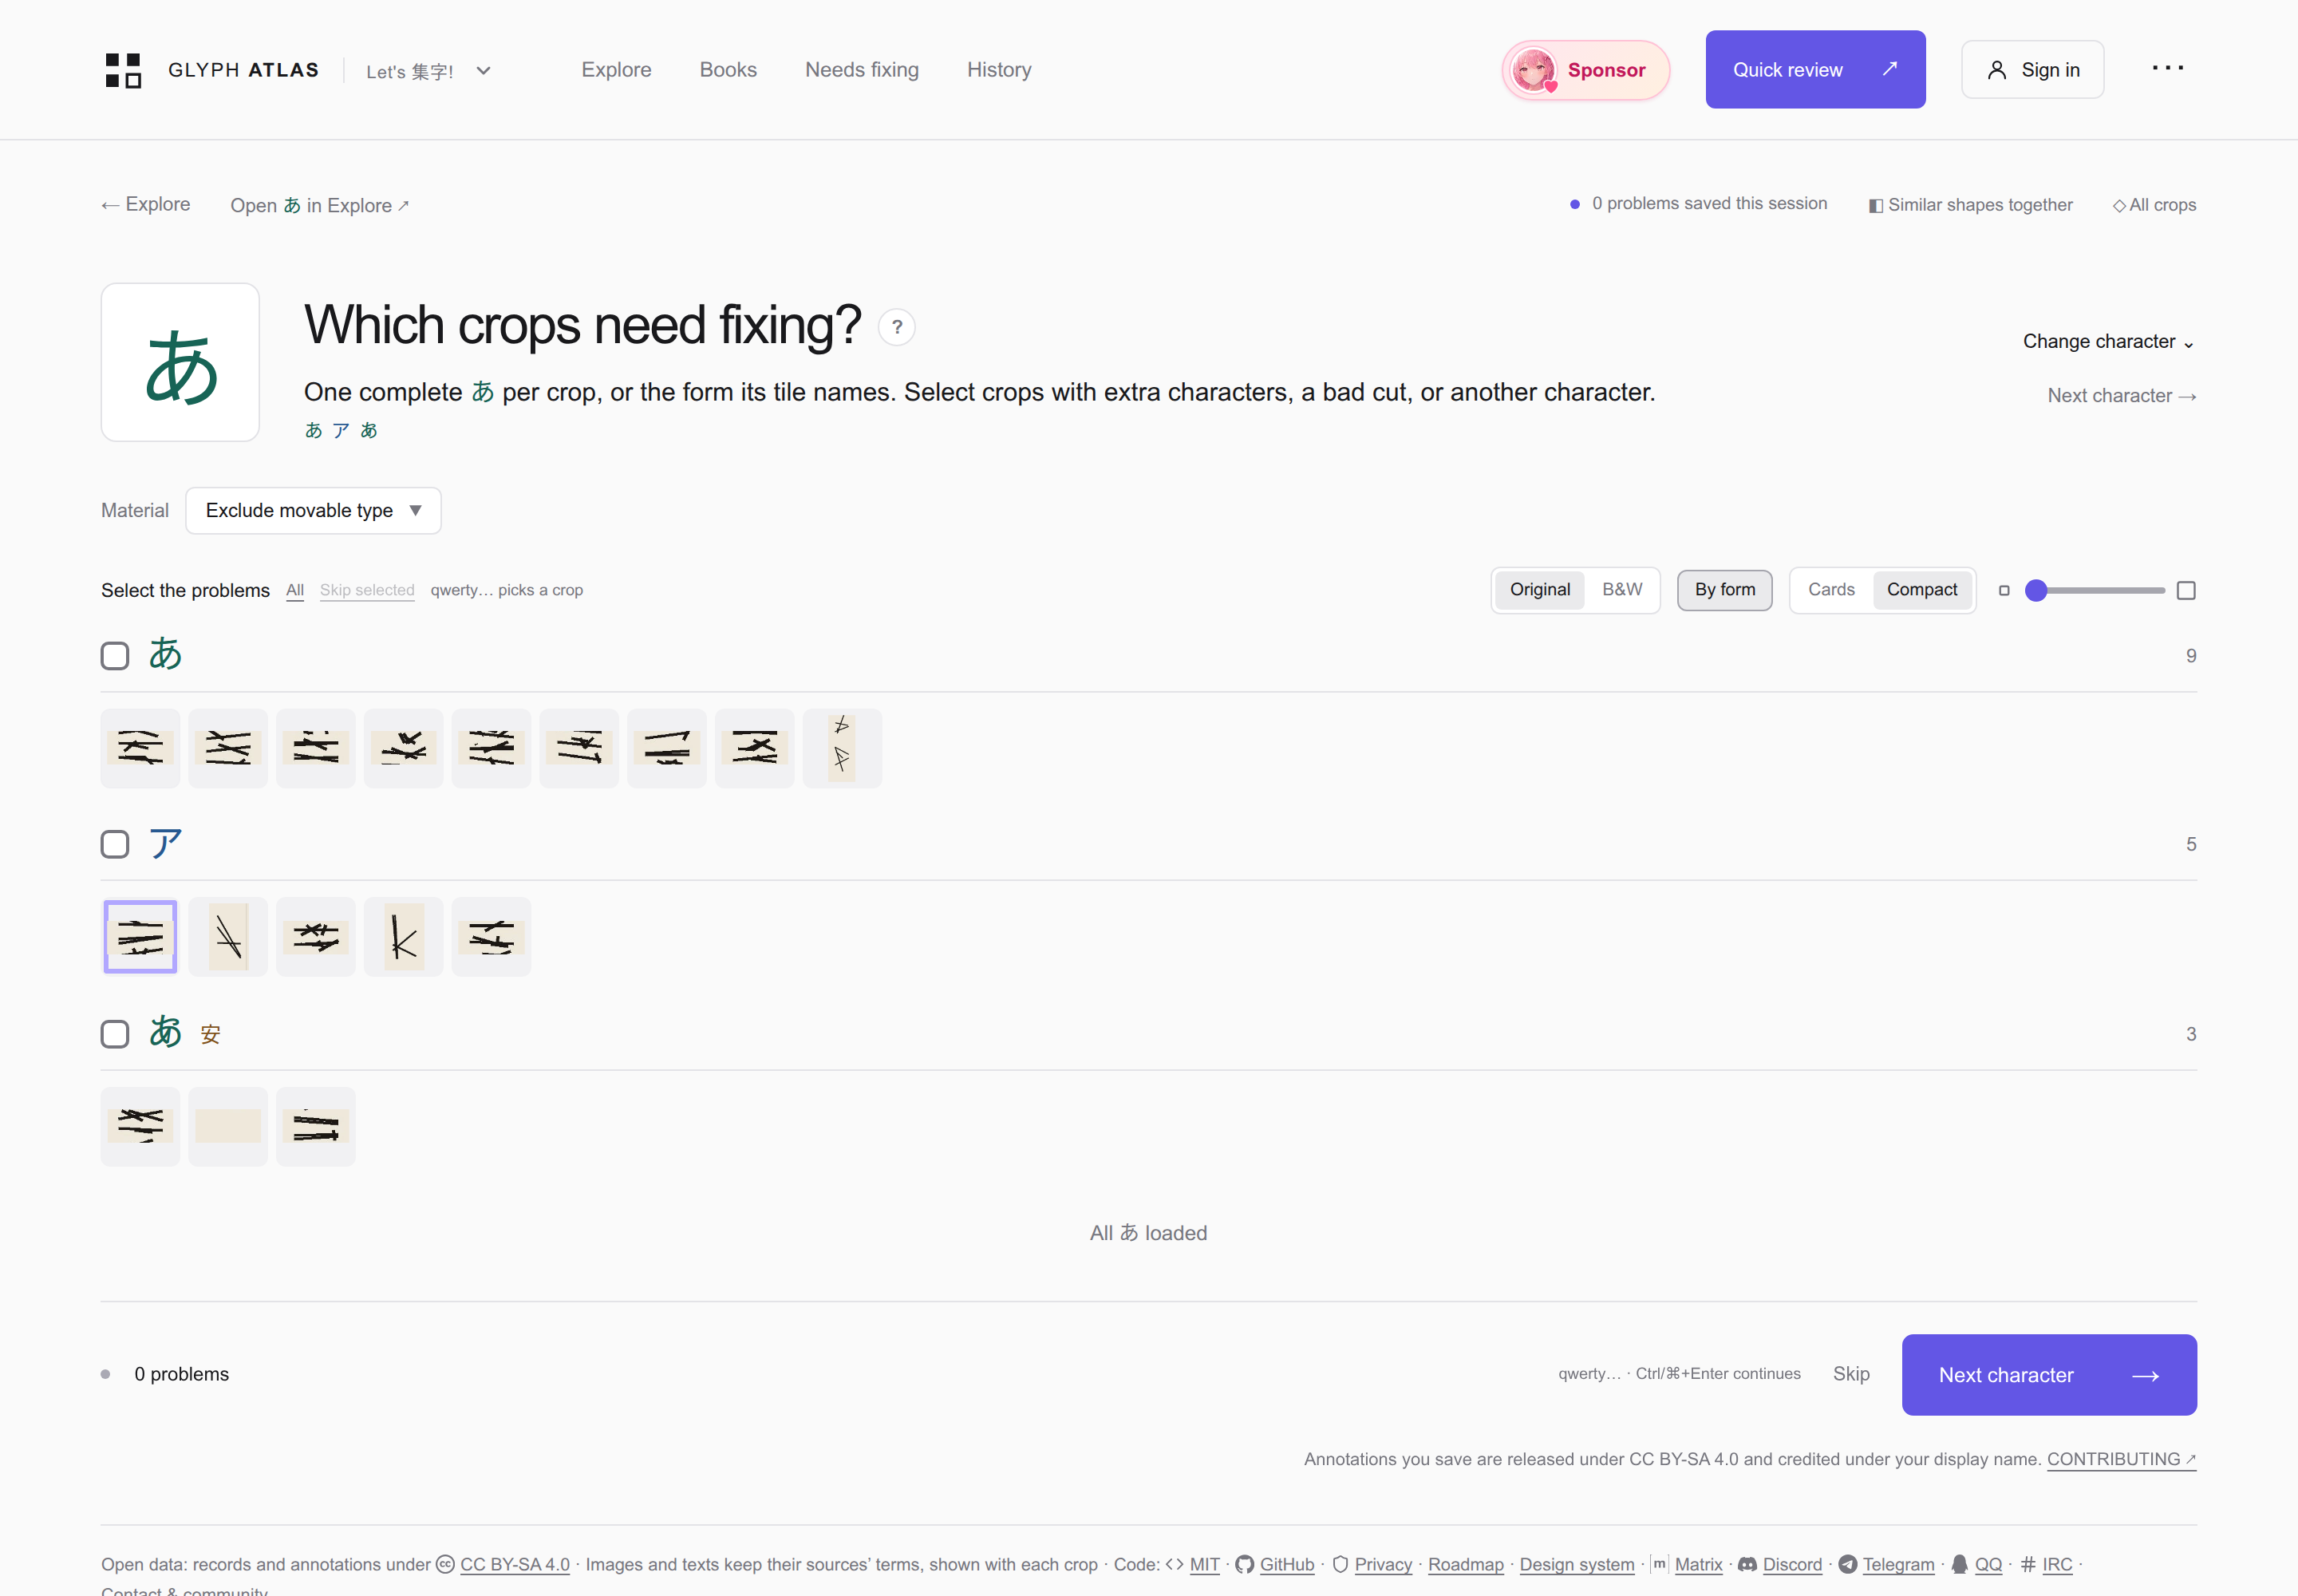 GLYPH ATLAS
Let's 集字!
Explore
Books
Needs fixing
History
Sponsor
Quick review ↗
Sign in
← Explore
Open あ in Explore ↗
0 problems saved this session
Similar shapes together
All crops
あ
Which crops need fixing? ?
One complete あ per crop, or the form its tile names. Select crops with extra characters, a bad cut, or another character.
Change character
Next character →
Material
Exclude movable type
Select the problems
All
Skip selected
qwerty… picks a crop
Original
B&W
By form
Cards
Compact
あ
9
ア
5
安
3
All あ loaded
0 problems
qwerty… · Ctrl/⌘+Enter continues
Skip
Next character →
Annotations you save are released under CC BY-SA 4.0 and credited under your display name. CONTRIBUTING ↗
Open data: records and annotations under CC BY-SA 4.0 · Images and texts keep their sources’ terms, shown with each crop · Code: MIT · GitHub · Privacy · Roadmap · Design system · Matrix · Discord · Telegram · QQ · IRC ·
Contact & community